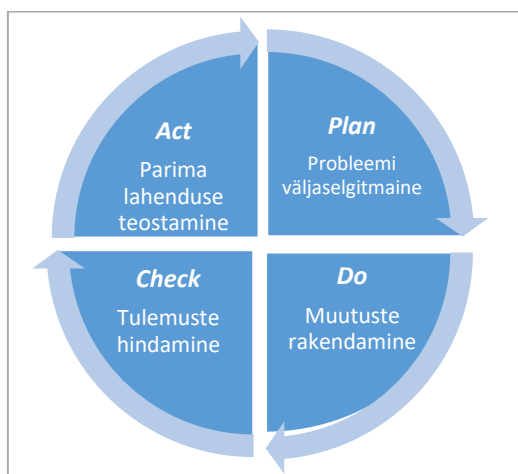 Act
Parima
lahenduse
teostamine
Plan
Probleemi
väljaselgitmaine
Check
Tulemuste
hindamine
Do
Muutuste
rakendamine